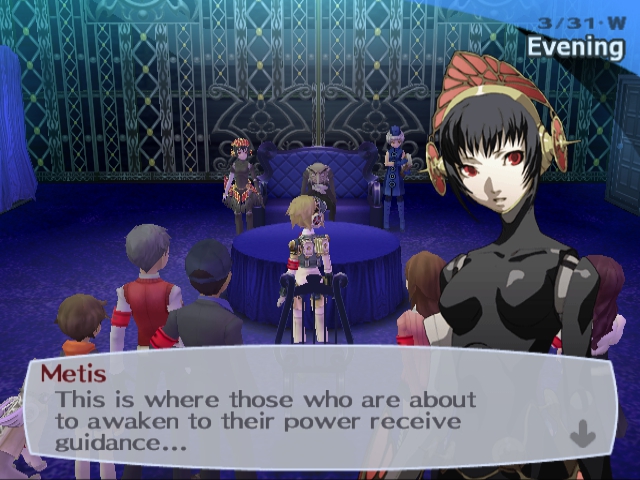 3/31・W
Evening
Metis
This is where those who are about
to awaken to their power receive
guidance...